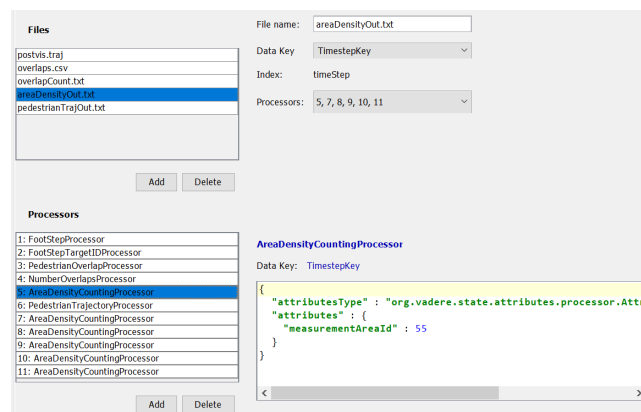 Files
postvis.traj
overlaps.csv
overlapCount.txt
areaDensityOut.txt
pedestrianTrajOut.txt
Add Delete
File name: areaDensityOut.txt
Data Key TimestepKey
Index: timeStep
Processors: 5, 7, 8, 9, 10, 11
Processors
1: FootStepProcessor
2: FootStepTargetIDProcessor
3: PedestrianOverlapProcessor
4: NumberOverlapsProcessor
5: AreaDensityCountingProcessor
6: PedestrianTrajectoryProcessor
7: AreaDensityCountingProcessor
8: AreaDensityCountingProcessor
9: AreaDensityCountingProcessor
10: AreaDensityCountingProcessor
11: AreaDensityCountingProcessor
Add Delete
AreaDensityCountingProcessor
Data Key: TimestepKey
{
"attributesType" : "org.vadere.state.attributes.processor.Attr
"attributes" : {
"measurementAreaId" : 55
}
}